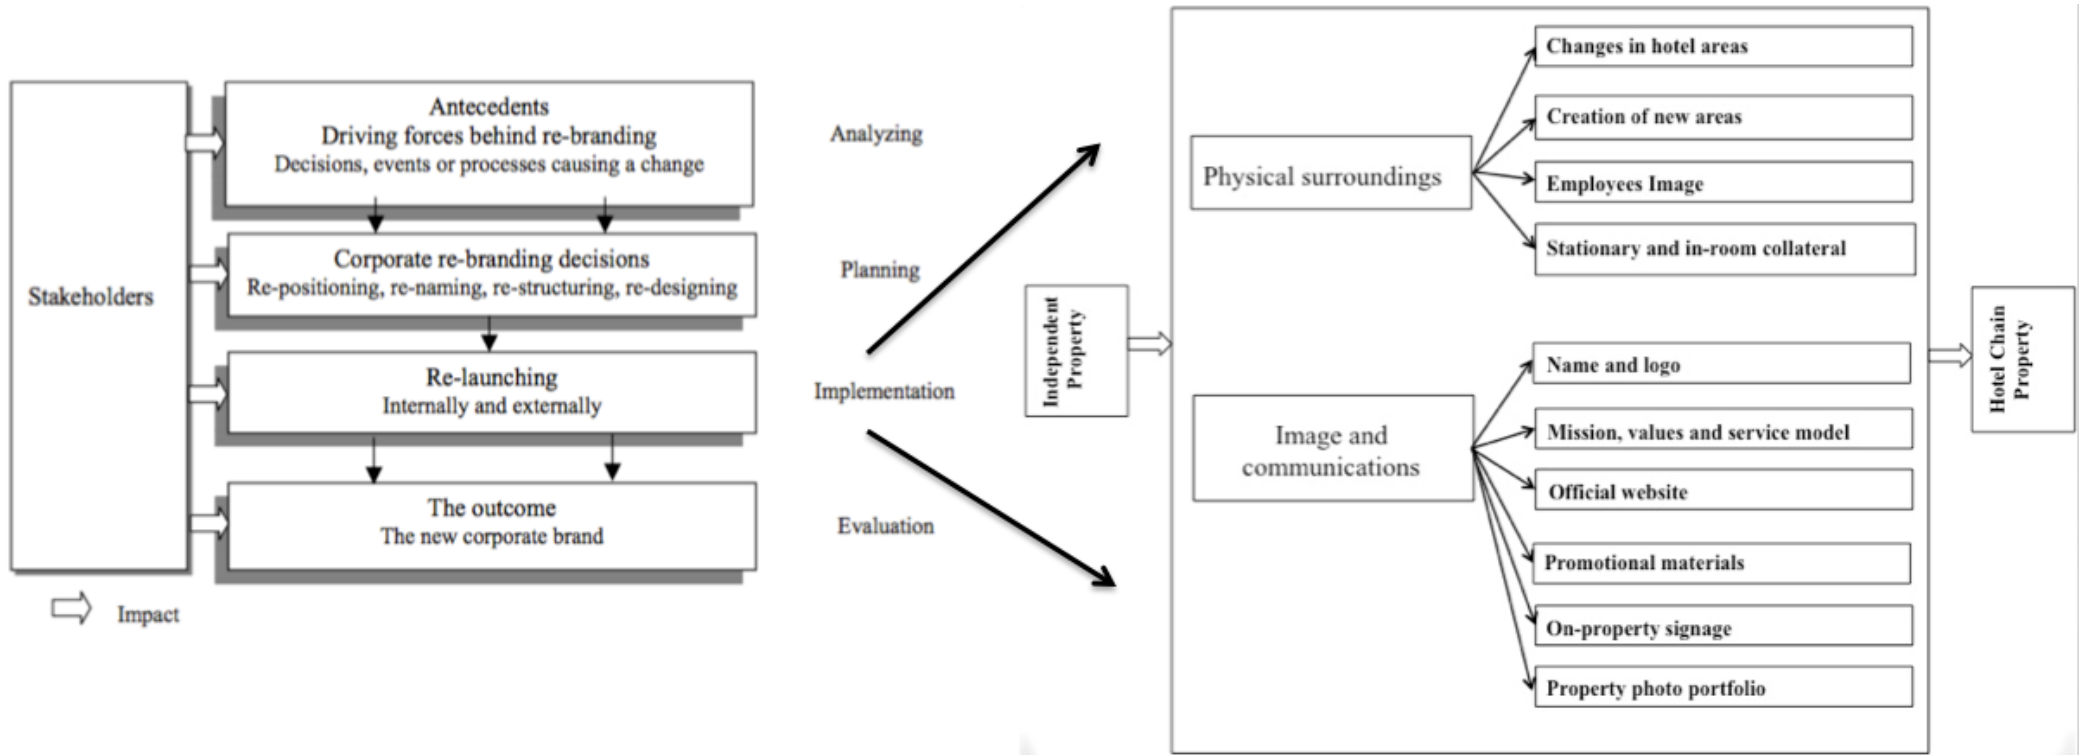 Stakeholders
Antecedents
Driving forces behind re-branding
Decisions, events or processes causing a change
Corporate re-branding decisions
Re-positioning, re-naming, re-structuring, re-designing
Re-launching
Internally and externally
The outcome
The new corporate brand
Impact
Analyzing
Planning
Implementation
Evaluation
Independent
Property
Physical surroundings
Changes in hotel areas
Creation of new areas
Employees Image
Stationary and in-room collateral
Image and
communications
Name and logo
Mission, values and service model
Official website
Promotional materials
On-property signage
Property photo portfolio
Hotel Chain
Property